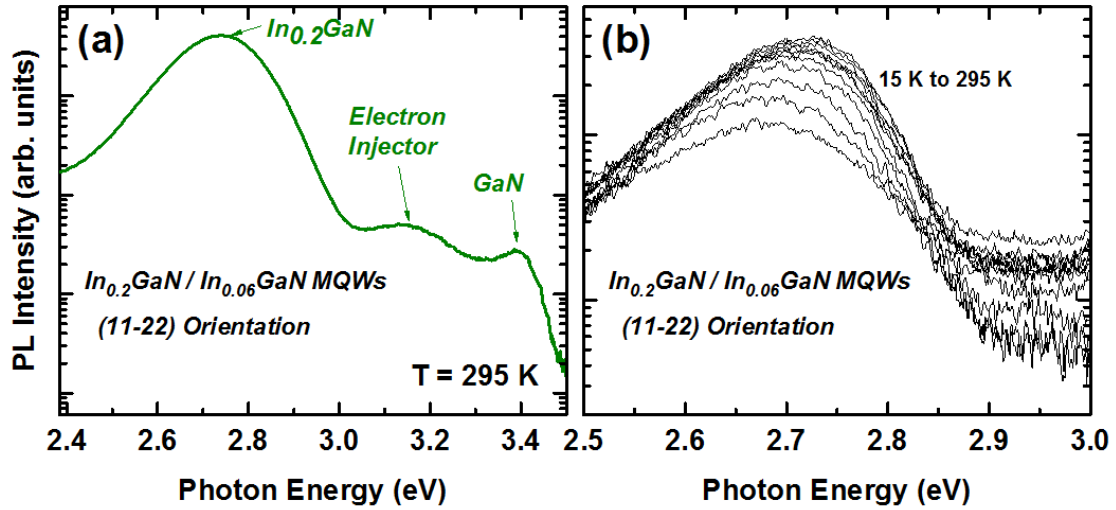 (a)
In0.2GaN
Electron
Injector
GaN
In0.2GaN / In0.06GaN MQWs
(11-22) Orientation
T = 295 K
PL Intensity (arb. units)
2.4 2.6 2.8 3.0 3.2 3.4
Photon Energy (eV)
(b)
15 K to 295 K
In0.2GaN / In0.06GaN MQWs
(11-22) Orientation
2.5 2.6 2.7 2.8 2.9 3.0
Photon Energy (eV)